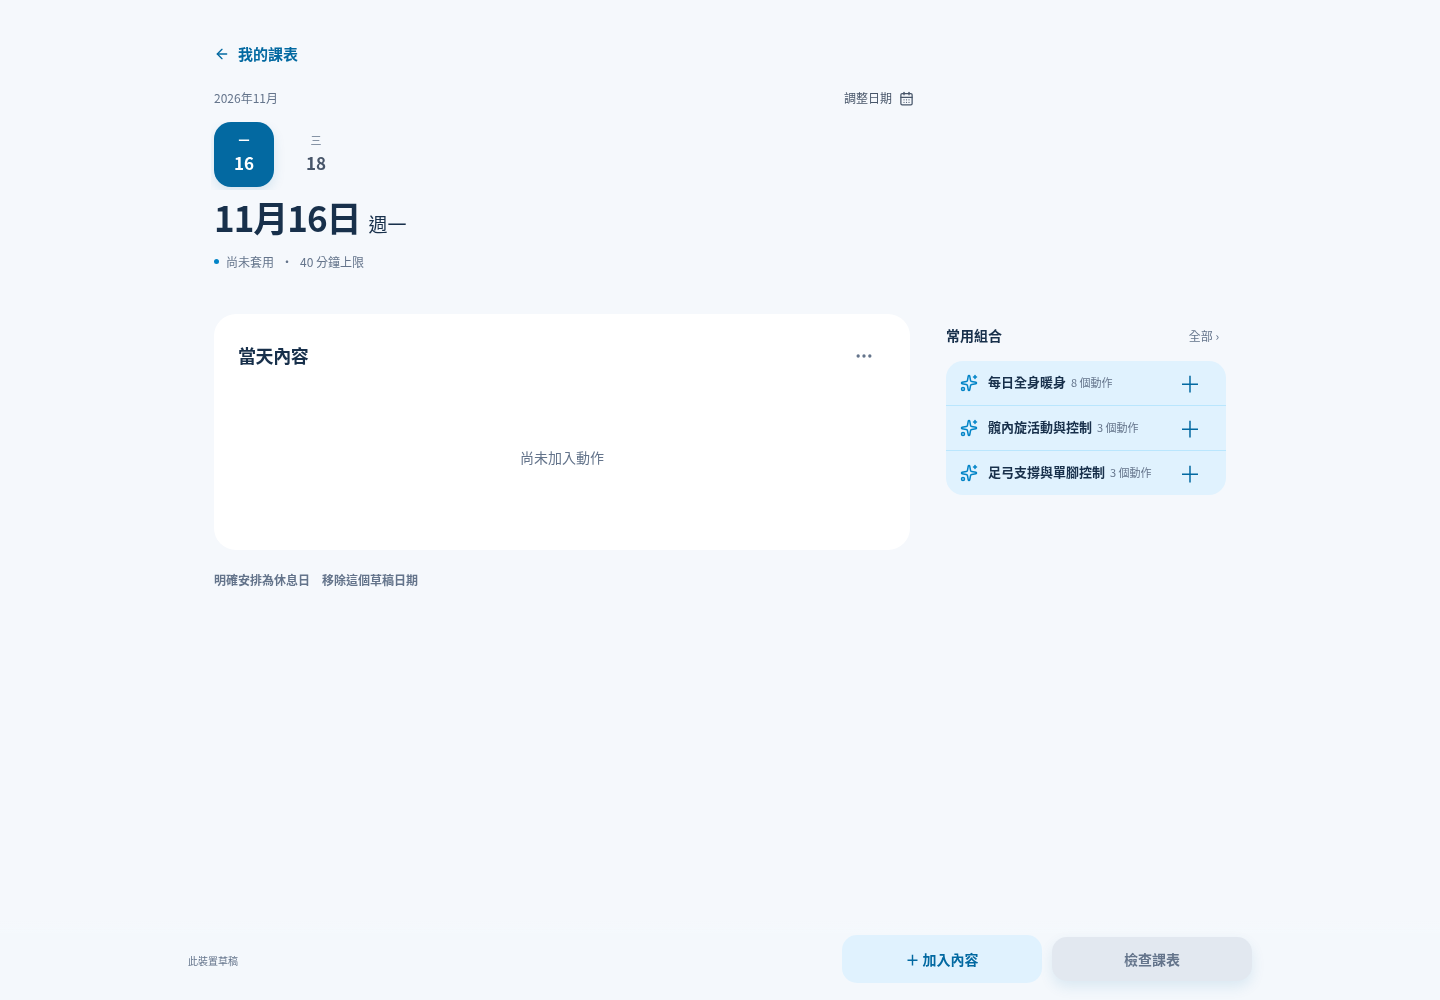 我的課表
2026年11月
調整日期
一
16
三
18
11月16日 週一
尚未套用 · 40 分鐘上限
當天內容
尚未加入動作
常用組合
全部 ›
每日全身暖身 8 個動作
髖內旋活動與控制 3 個動作
足弓支撐與單腳控制 3 個動作
明確安排為休息日 移除這個草稿日期
此裝置草稿
+ 加入內容
檢查課表